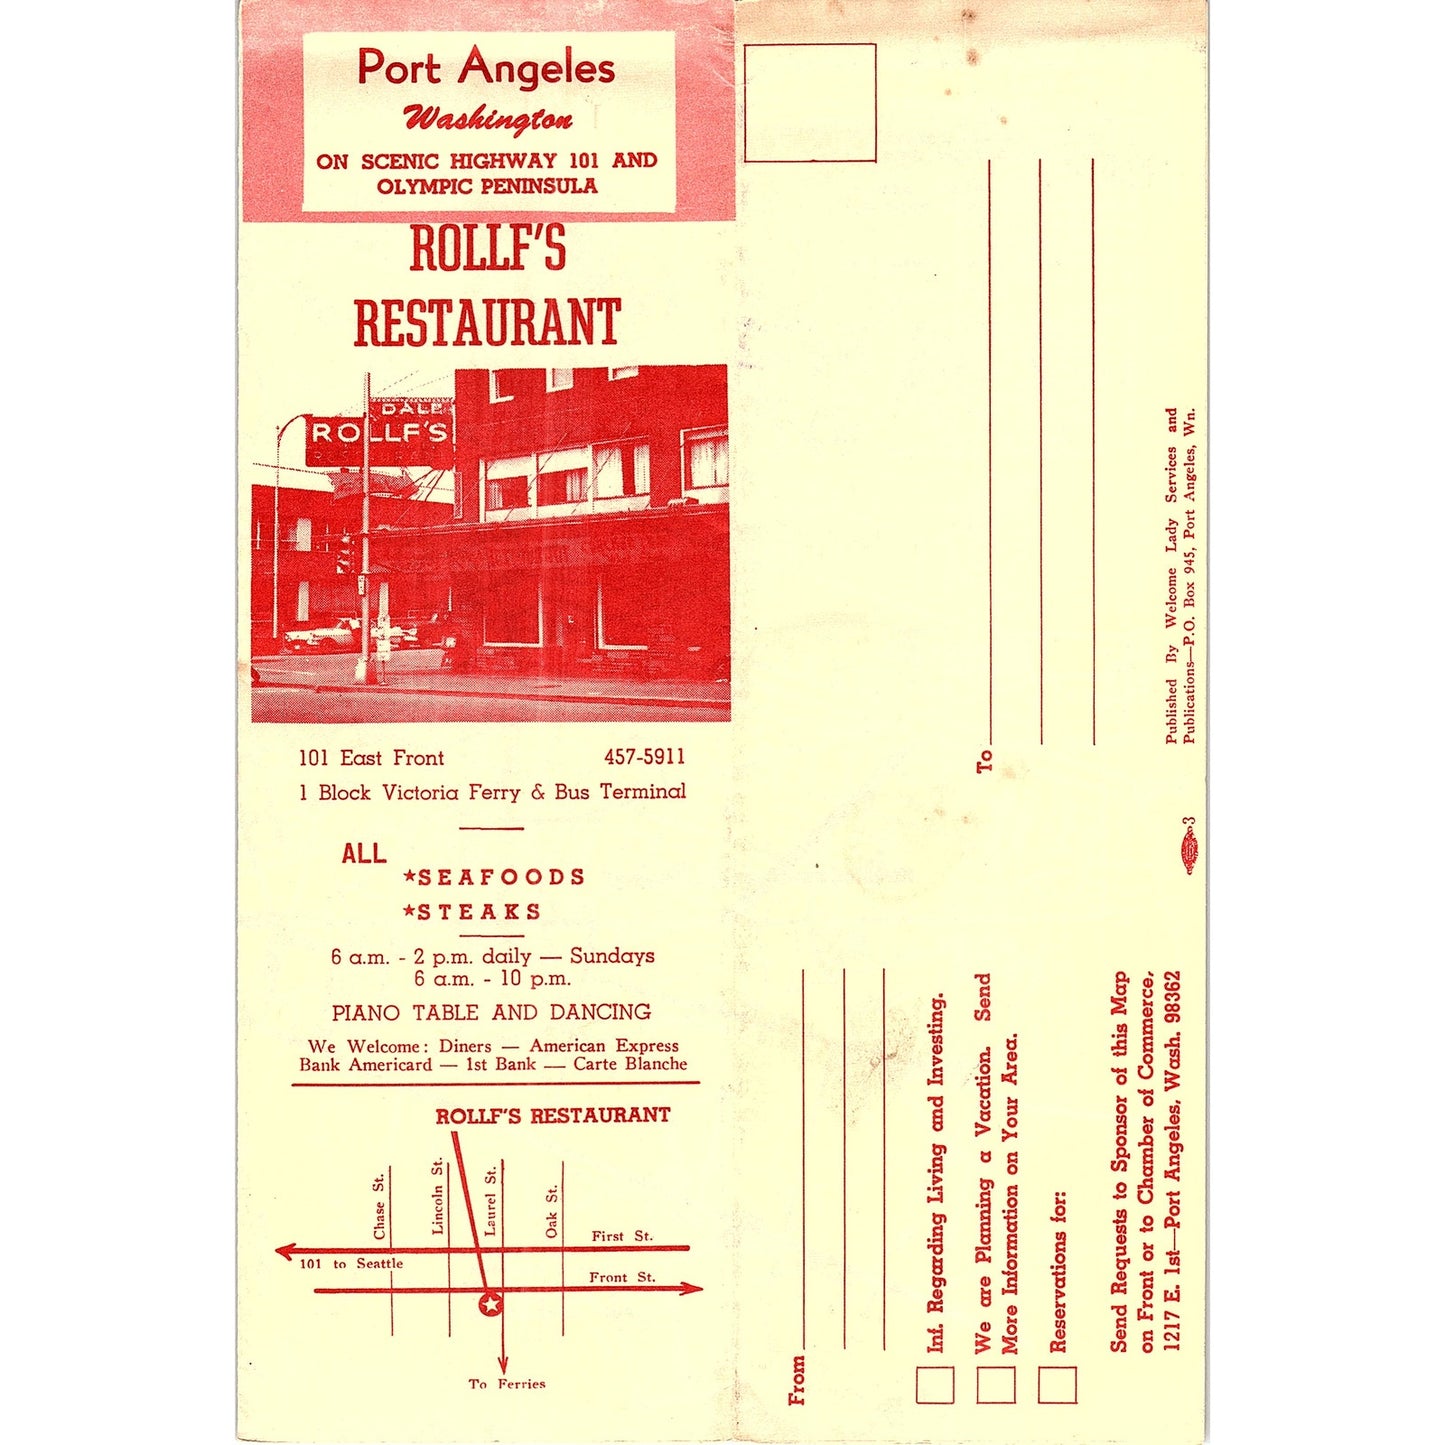 Port Angeles
Washington
ON SCENIC HIGHWAY 101 AND
OLYMPIC PENINSULA
ROLLF'S
RESTAURANT
DALE
ROLLF'S
101 East Front 457-5911
1 Block Victoria Ferry & Bus Terminal
ALL
*SEAFOODS
*STEAKS
6 a.m. - 2 p.m. daily — Sundays
6 a.m. - 10 p.m.
PIANO TABLE AND DANCING
We Welcome: Diners — American Express
Bank Americard — 1st Bank — Carte Blanche
ROLLF'S RESTAURANT
Chase St.
Lincoln St.
Laurel St.
Oak St.
First St.
101 to Seattle
Front St.
To Ferries
To
Published By Welcome Lady Services and
Publications—P.O. Box 945, Port Angeles, Wn.
3
From
Inf. Regarding Living and Investing.
We are Planning a Vacation. Send
More Information on Your Area.
Reservations for:
Send Requests to Sponsor of this Map
on Front or to Chamber of Commerce,
1217 E. 1st—Port Angeles, Wash. 98362